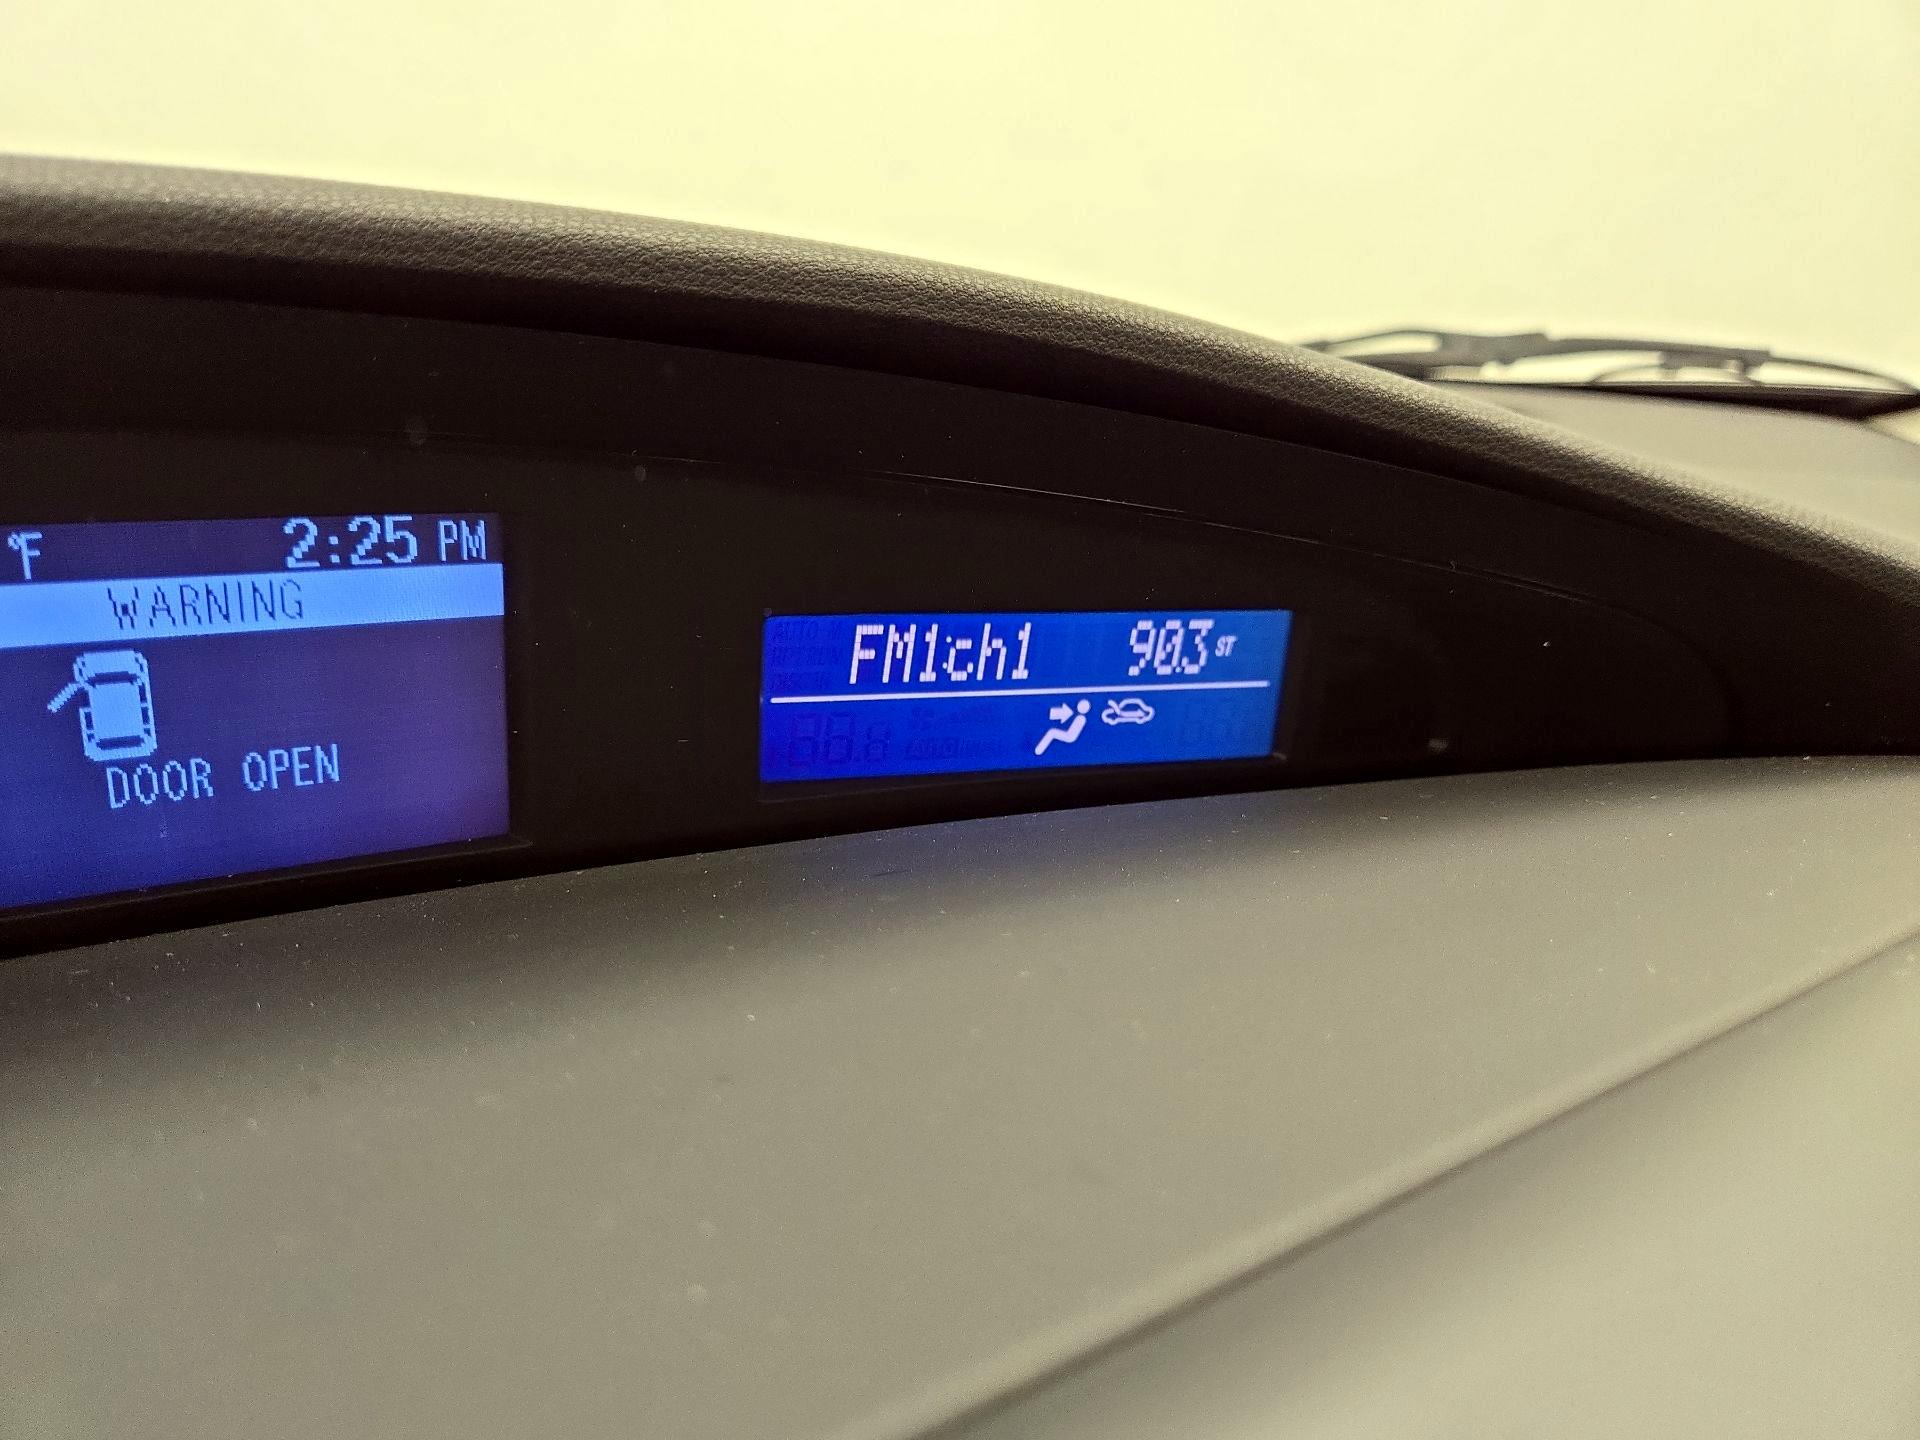 °F 2:25 PM
WARNING
DOOR OPEN
FM1ch1 90.3 ST